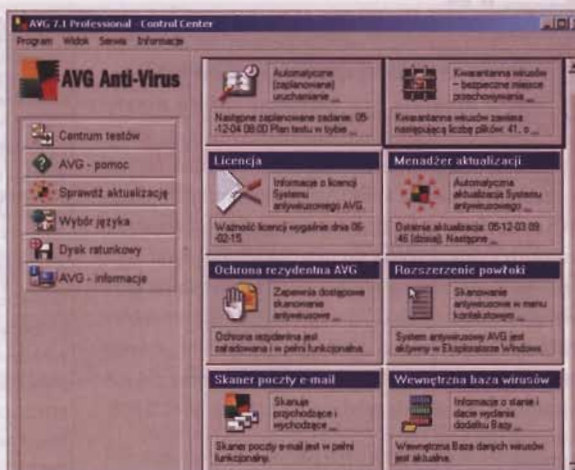 AVG 7.1 Professional - Control Center
Program Widok Serwis Informacje
AVG Anti-Virus
Centrum testów
AVG - pomoc
Sprawdź aktualizację
Wybór języka
Dysk ratunkowy
AVG - informacje
Automatyczne
(zaplanowane)
uruchamianie ...
Następne zaplanowane zadanie: 05
-12-04 08:00 Plan testu w trybie ...
Kwarantanna wirusów
- bezpieczne miejsce
przechowywania ...
Kwarantanna wirusów zawiera
następującą liczbę plików: 41, o ...
Licencja
Informacje o licencji
Systemu
antywirusowego AVG.
Ważność licencji wygaśnie dnia 06
-02-15.
Menadżer aktualizacji
Automatyczna
aktualizacja Systemu
antywirusowego ...
Ostatnia aktualizacja: 05-12-03 09:
46 (dzisiaj). Następne ...
Ochrona rezydentna AVG
Zapewnia dostępowe
skanowanie
antywirusowe ...
Ochrona rezydentna jest
załadowana i w pełni funkcjonalna.
Rozszerzenie powłoki
Skanowanie
antywirusowe w menu
kontekstowym ...
System antywirusowy AVG jest
aktywny w Eksploratorze Windows.
Skaner poczty e-mail
Skanuje
przychodzące i
wychodzące ...
Skaner poczty e-mail jest w pełni
funkcjonalny.
Wewnętrzna baza wirusów
Informacje o stanie i
dacie wydania
dodatku Bazy ...
Wewnętrzna Baza danych wirusów
jest aktualna.